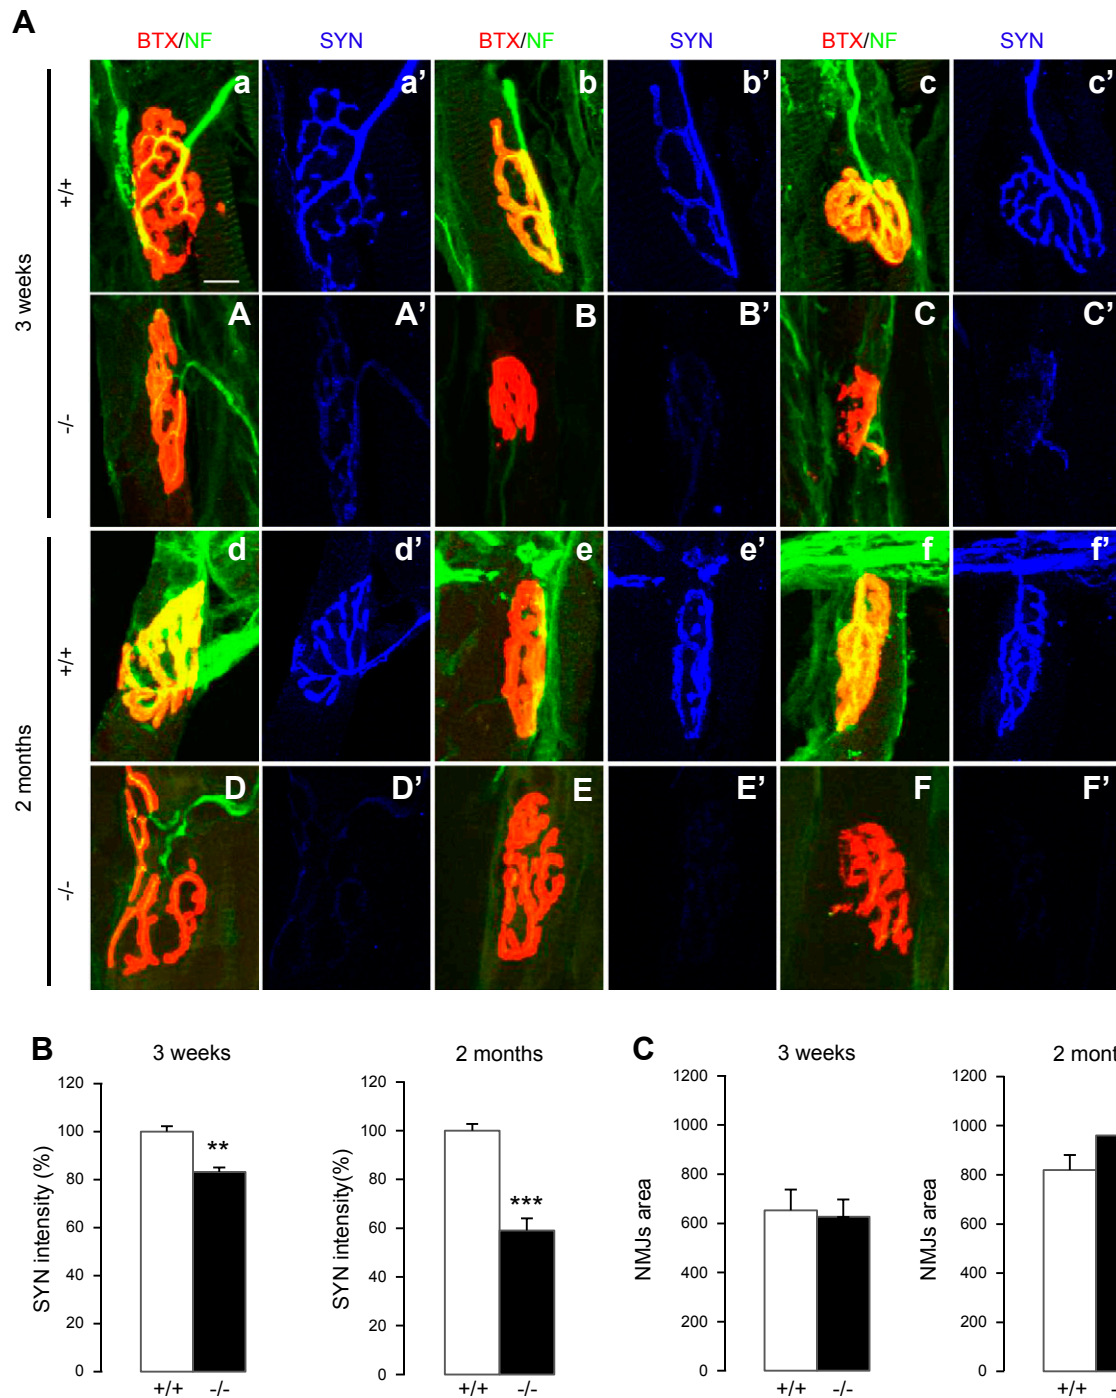 A
BTX/NF SYN BTX/NF SYN BTX/NF SYN
3 weeks
+/+
a a' b b' c c'
-/-
A A' B B' C C'
2 months
+/+
d d' e e' f f'
-/-
D D' E E' F F'
B
3 weeks
SYN intensity (%)
120
100
80
60
40
20
0
**
+/+ -/-
2 months
SYN intensity(%)
120
100
80
60
40
20
0
***
+/+ -/-
C
3 weeks
NMJs area
1200
1000
800
600
400
200
0
+/+ -/-
2 mont
NMJs area
1200
1000
800
600
400
200
0
+/+ -/